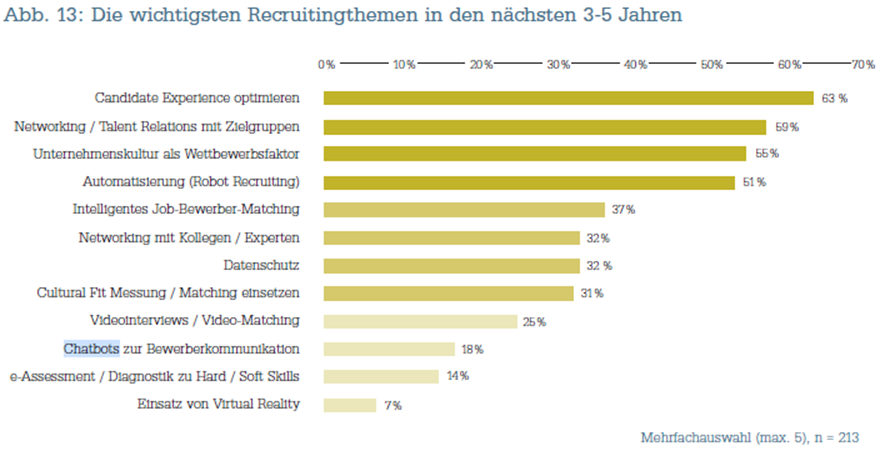 Abb. 13: Die wichtigsten Recruitingthemen in den nächsten 3-5 Jahren
0% 10% 20% 30% 40% 50% 60% 70%
Candidate Experience optimieren 63 %
Networking / Talent Relations mit Zielgruppen 59%
Unternehmenskultur als Wettbewerbsfaktor 55%
Automatisierung (Robot Recruiting) 51 %
Intelligentes Job-Bewerber-Matching 37%
Networking mit Kollegen / Experten 32%
Datenschutz 32 %
Cultural Fit Messung / Matching einsetzen 31%
Videointerviews / Video-Matching 25%
Chatbots zur Bewerberkommunikation 18%
e-Assessment / Diagnostik zu Hard / Soft Skills 14%
Einsatz von Virtual Reality 7%
Mehrfachauswahl (max. 5), n = 213